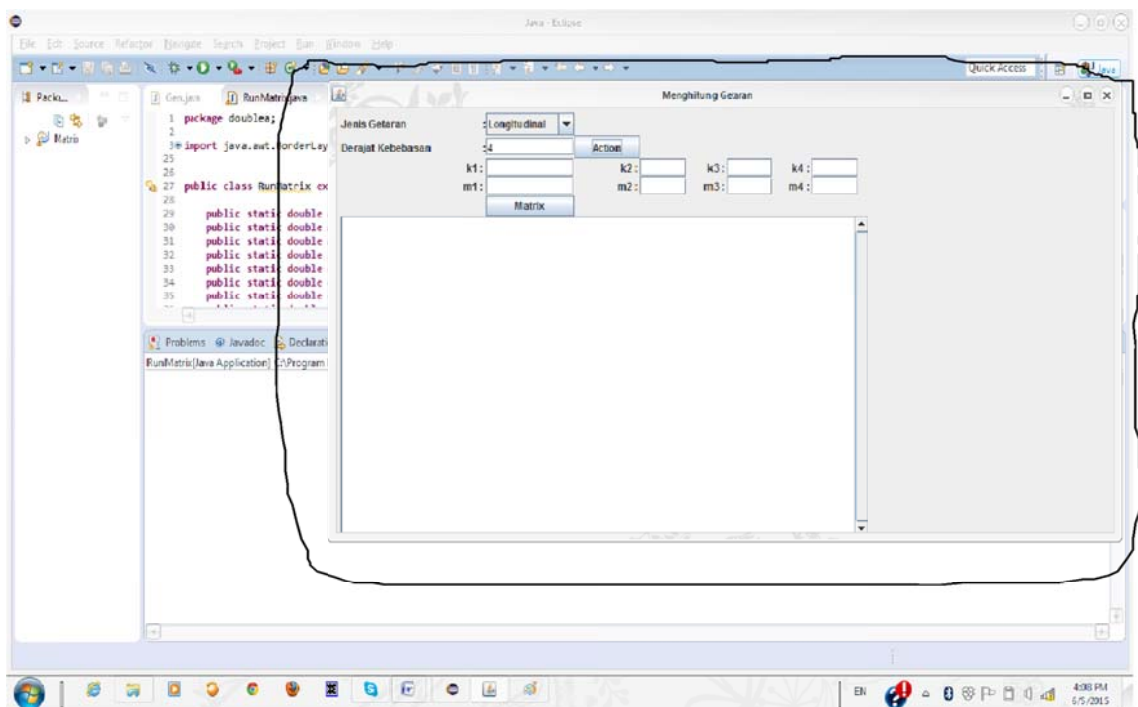 Java - Eclipse
File Edit Source Refactor Navigate Search Project Run Window Help
Quick Access
Java
Pack...
Matrix
Gen.java
RunMatrix.java
1 package doublea;
2
3 import java.awt.BorderLay
25
26
27 public class RunMatrix ex
28
29 public static double
30 public static double
31 public static double
32 public static double
33 public static double
34 public static double
35 public static double
Problems Javadoc Declarati
RunMatrix[Java Application] C:\Program
Menghitung Gearan
Jenis Getaran :Longitudinal
Derajat Kebebasan :4 Action
k1: k2: k3: k4:
m1: m2: m3: m4:
Matrix
EN
4:08 PM
6/5/2015